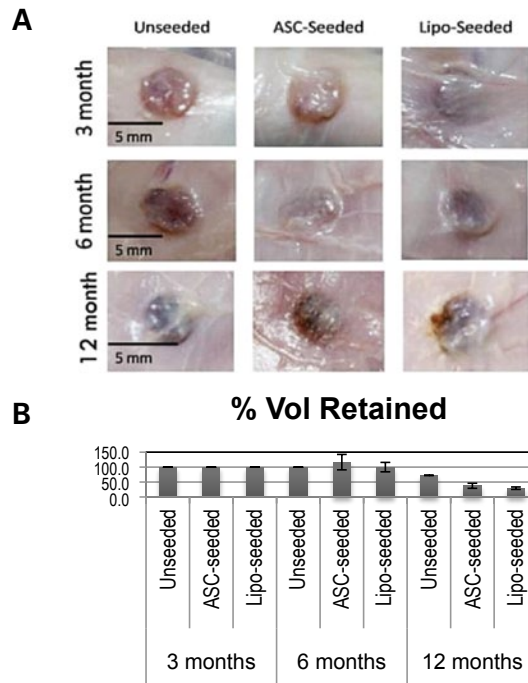 A
Unseeded ASC-Seeded Lipo-Seeded
3 month
5 mm
6 month
5 mm
12 month
5 mm
B
% Vol Retained
150.0
100.0
50.0
0.0
Unseeded
ASC-seeded
Lipo-seeded
Unseeded
ASC-seeded
Lipo-seeded
Unseeded
ASC-seeded
Lipo-seeded
3 months 6 months 12 months